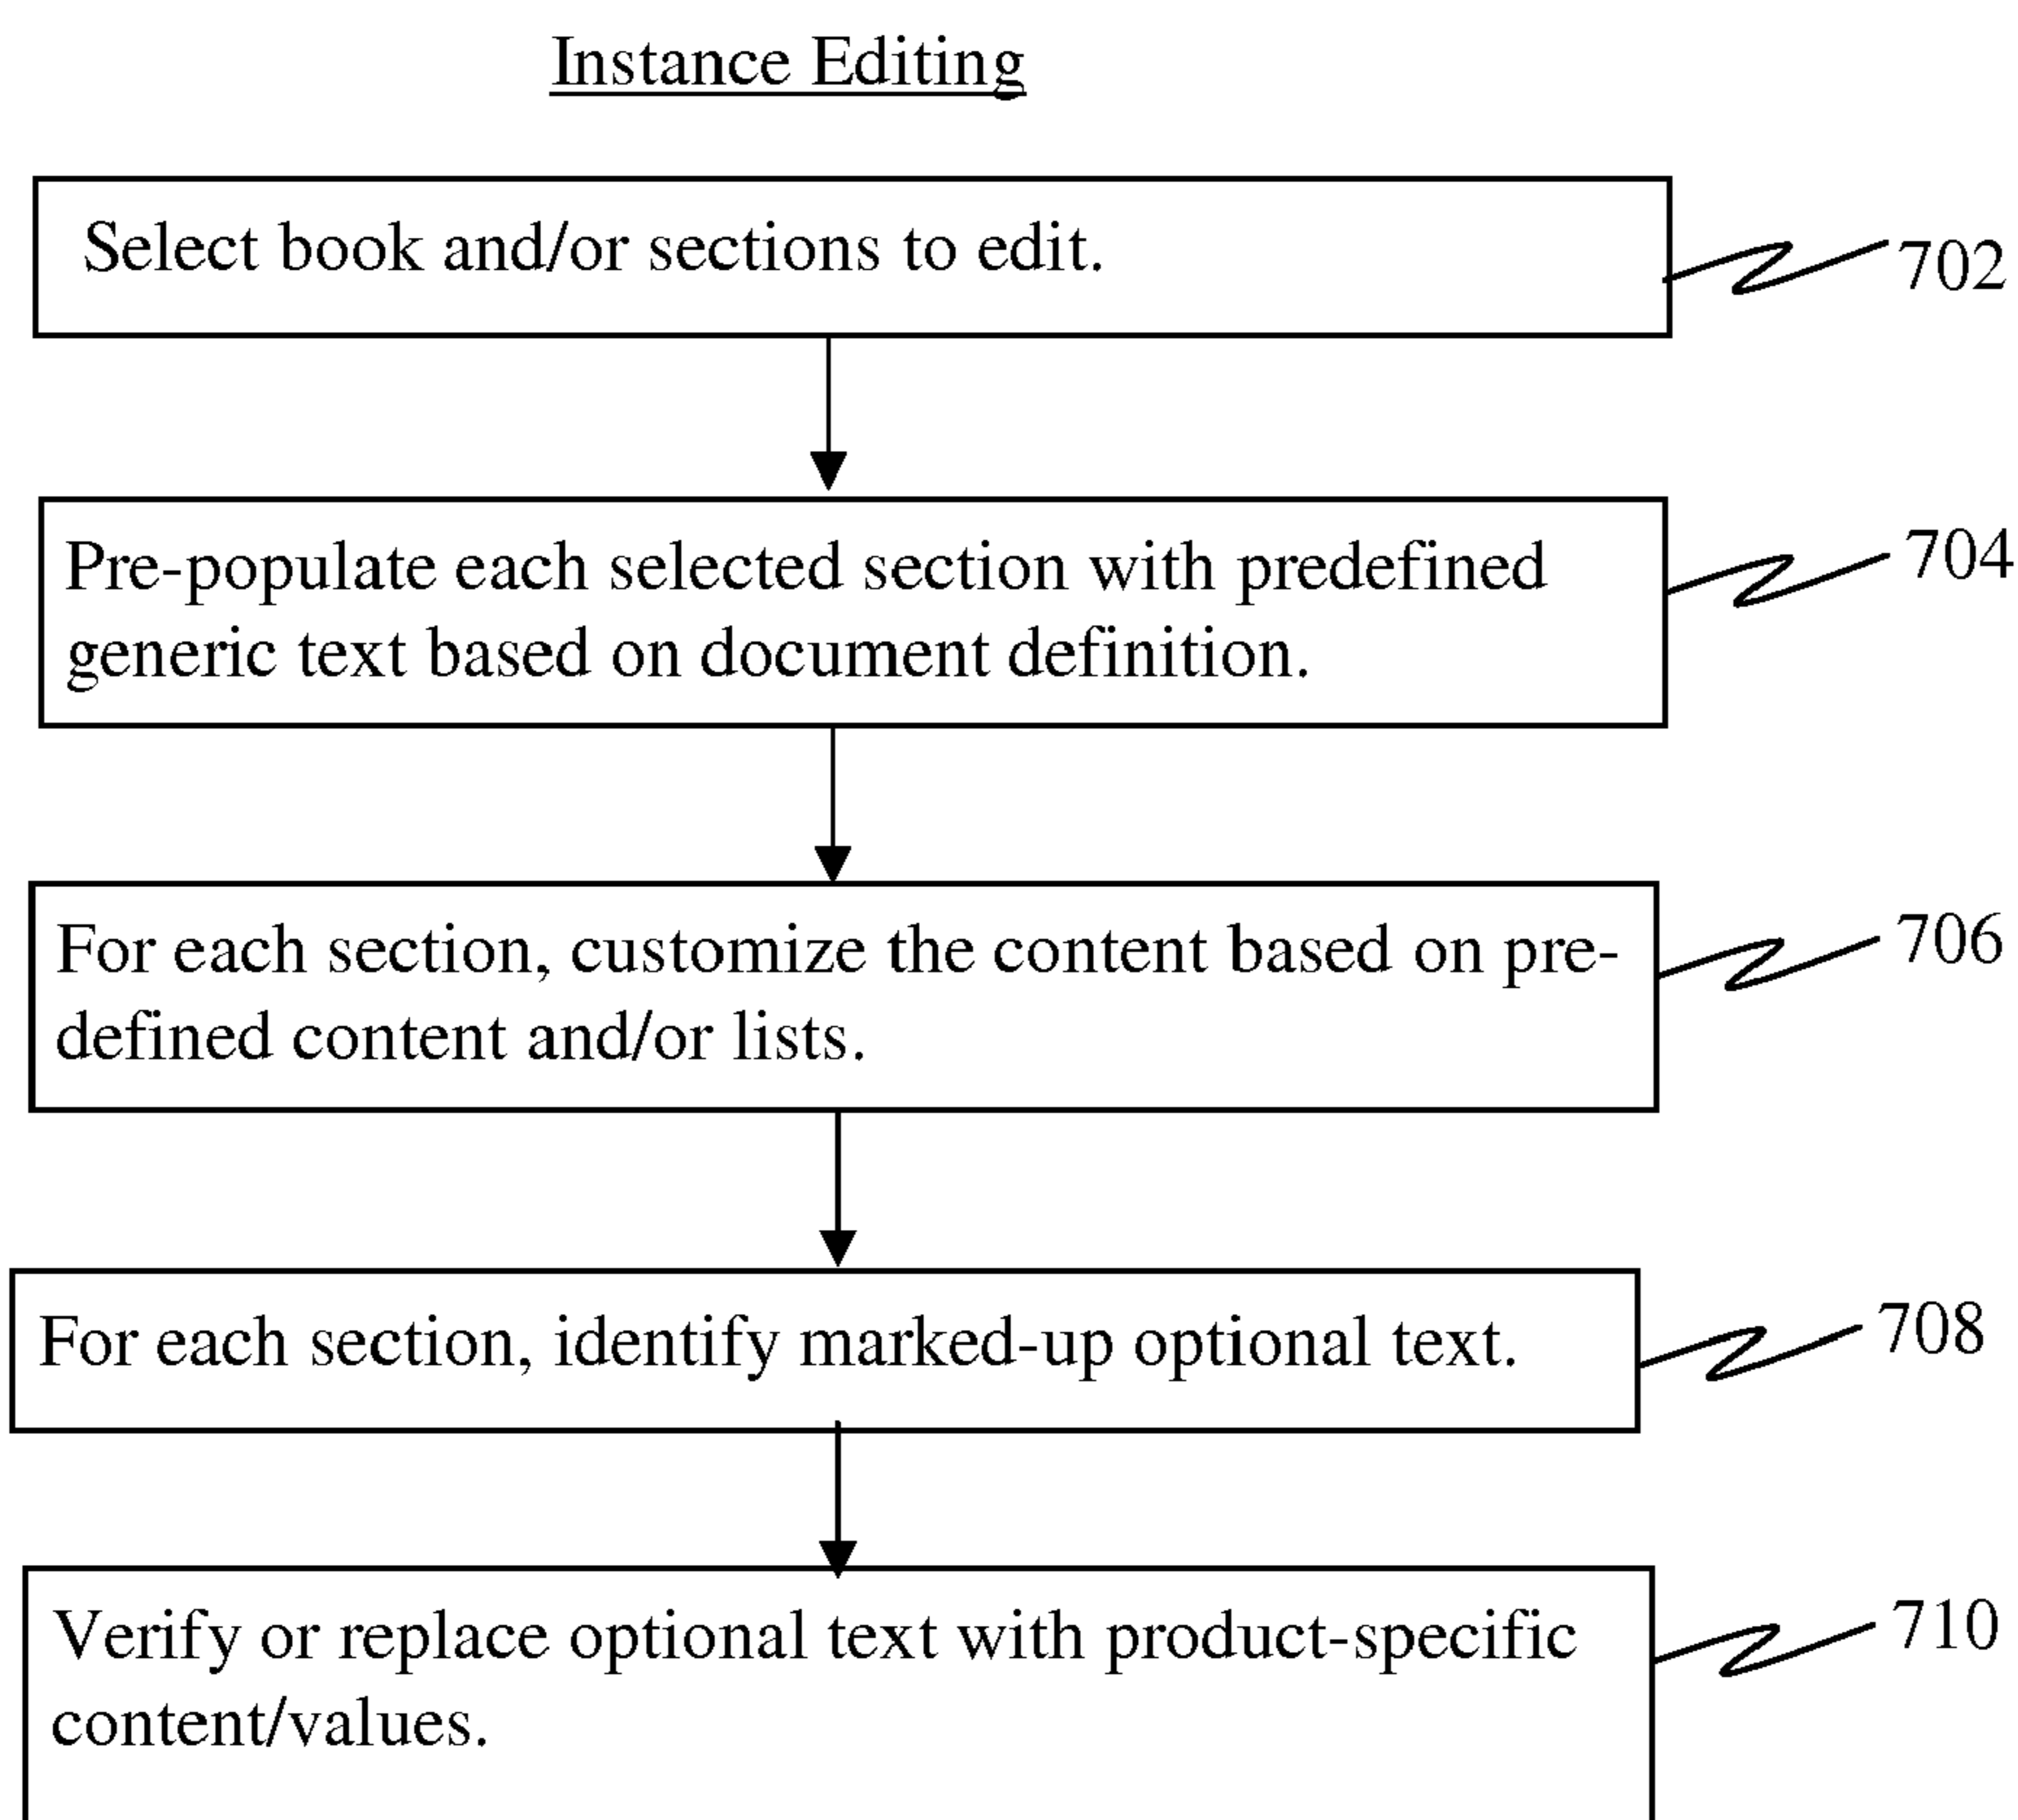 Instance Editing
Select book and/or sections to edit.
702
Pre-populate each selected section with predefined
generic text based on document definition.
704
For each section, customize the content based on pre-
defined content and/or lists.
706
For each section, identify marked-up optional text.
708
Verify or replace optional text with product-specific
content/values.
710